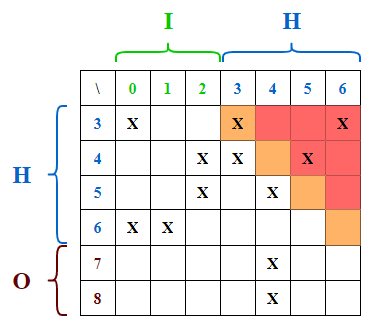 I H
\ 0 1 2 3 4 5 6
3 X X X
H 4 X X X
5 X X
6 X X
O 7 X
8 X